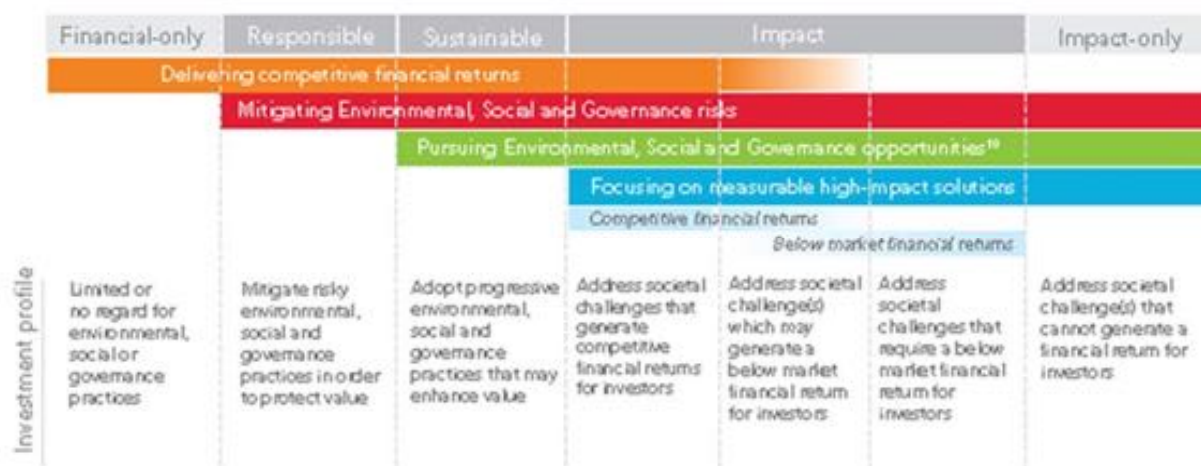 Financial-only
Responsible
Sustainable
Impact
Impact-only
Delivering competitive financial returns
Mitigating Environmental, Social and Governance risks
Pursuing Environmental, Social and Governance opportunities¹⁹
Focusing on measurable high-impact solutions
Competitive financial returns
Below market financial returns
Investment profile
Limited or
no regard for
environmental,
social or
governance
practices
Mitigate risky
environmental,
social and
governance
practices in order
to protect value
Adopt progressive
environmental,
social and
governance
practices that may
enhance value
Address societal
challenges that
generate
competitive
financial returns
for investors
Address societal
challenge(s)
which may
generate a
below market
financial return
for investors
Address
societal
challenges that
require a below
market financial
return for
investors
Address societal
challenge(s) that
cannot generate a
financial return for
investors